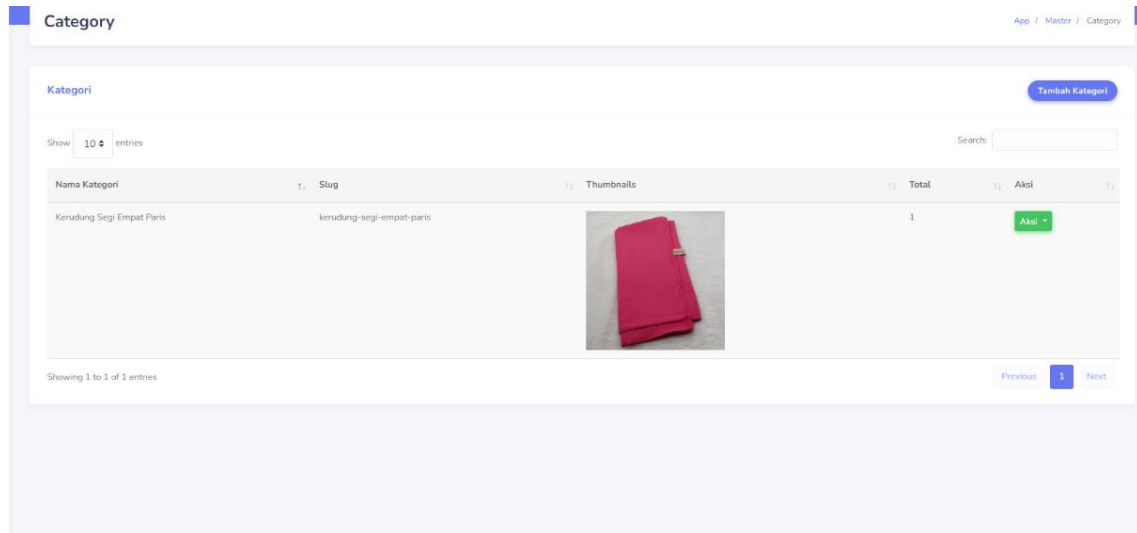 Category
App / Master / Category
Kategori
Tambah Kategori
Show 10 entries
Search:
Nama Kategori Slug Thumbnails Total Aksi
Kerudung Segi Empat Paris kerudung-segi-empat-paris 1 Aksi
Showing 1 to 1 of 1 entries
Previous 1 Next